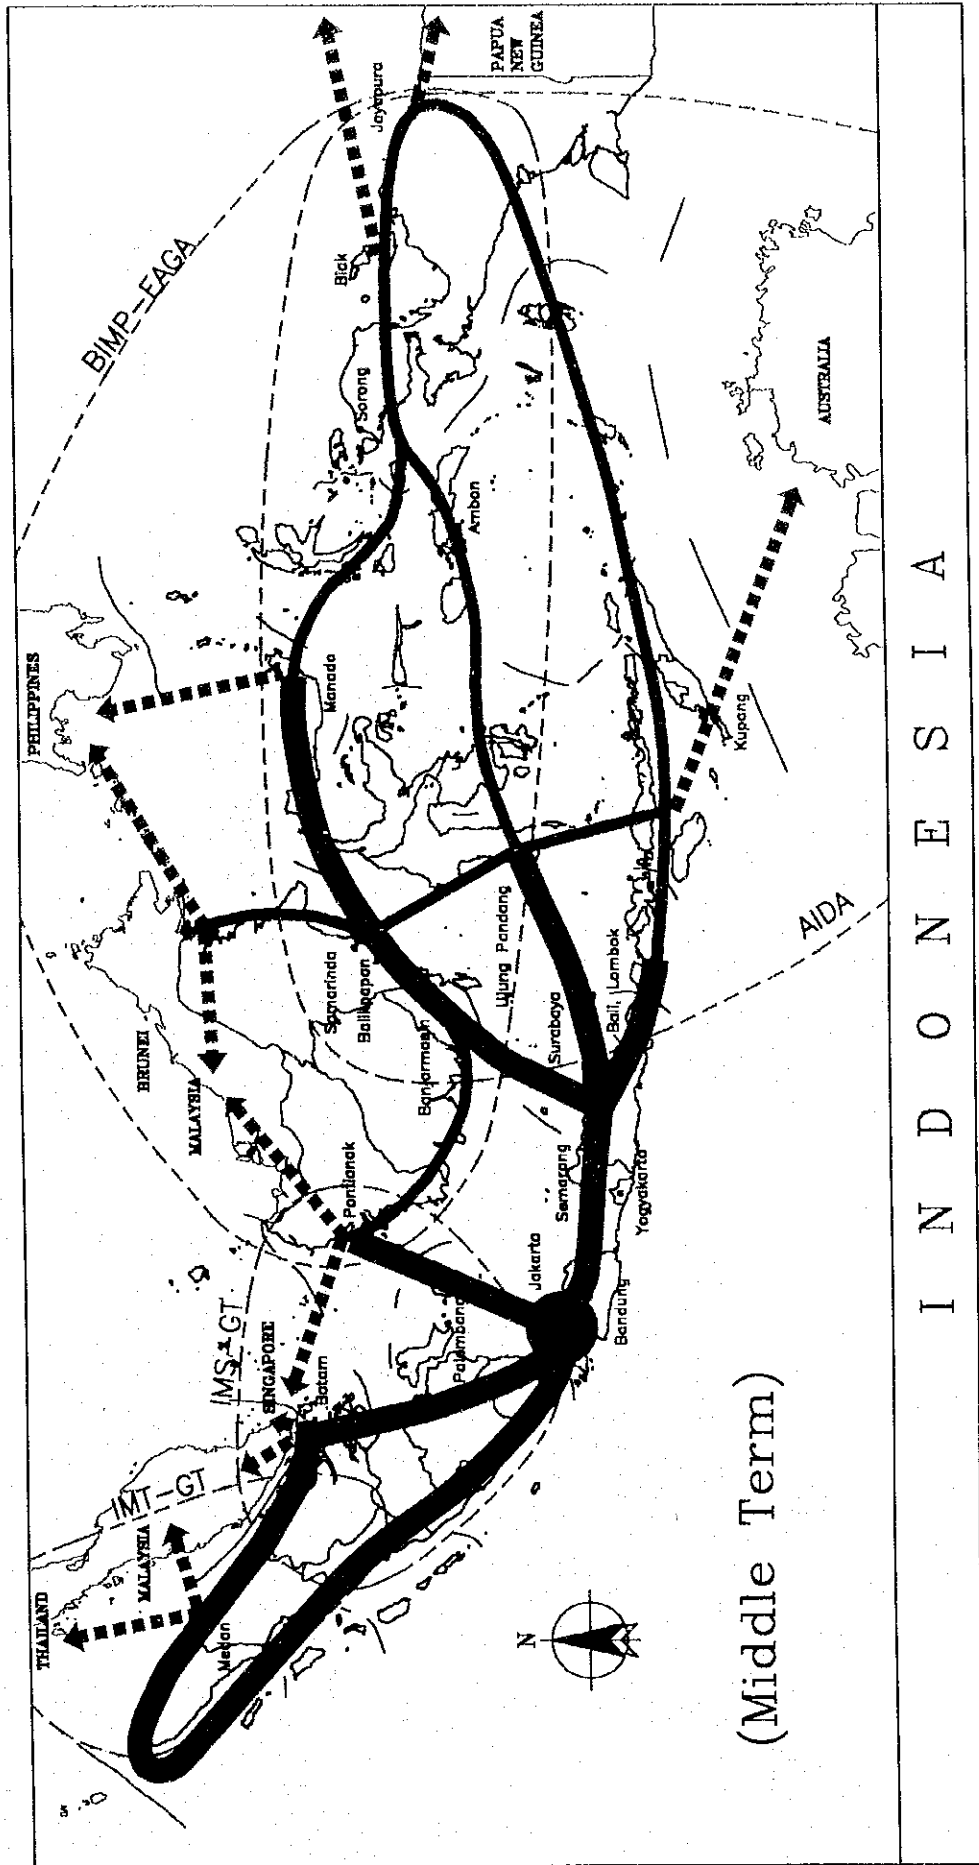 THAILAND
MALAYSIA
IMT-GT
Medan
SINGAPORE
IMS-GT
Batam
Palembang
Pontianak
MALAYSIA
BRUNEI
Banjarmasin
Samarinda
Balikpapan
Ujung Pandang
PHILIPPINES
Manado
BIMP-EAGA
Sorong
Biak
Jayapura
PAPUA
NEW
GUINEA
Ambon
Jakarta
Bandung
Semarang
Yogyakarta
Surabaya
Bali, Lombok
Kupang
AIDA
AUSTRALIA
N
(Middle Term)
INDONESIA